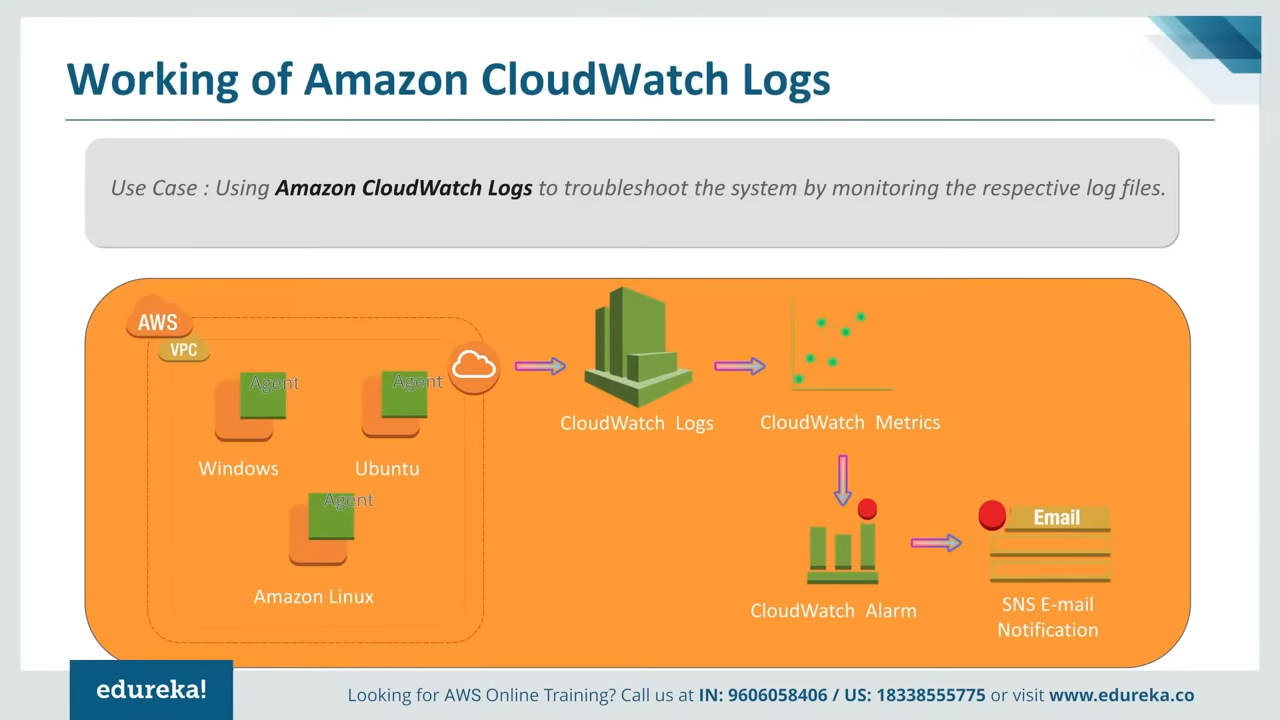 Working of Amazon CloudWatch Logs
Use Case : Using Amazon CloudWatch Logs to troubleshoot the system by monitoring the respective log files.
AWS
VPC
Agent
Agent
Windows
Ubuntu
Agent
Amazon Linux
CloudWatch Logs
CloudWatch Metrics
CloudWatch Alarm
Email
SNS E-mail
Notification
edureka!
Looking for AWS Online Training? Call us at IN: 9606058406 / US: 18338555775 or visit www.edureka.co